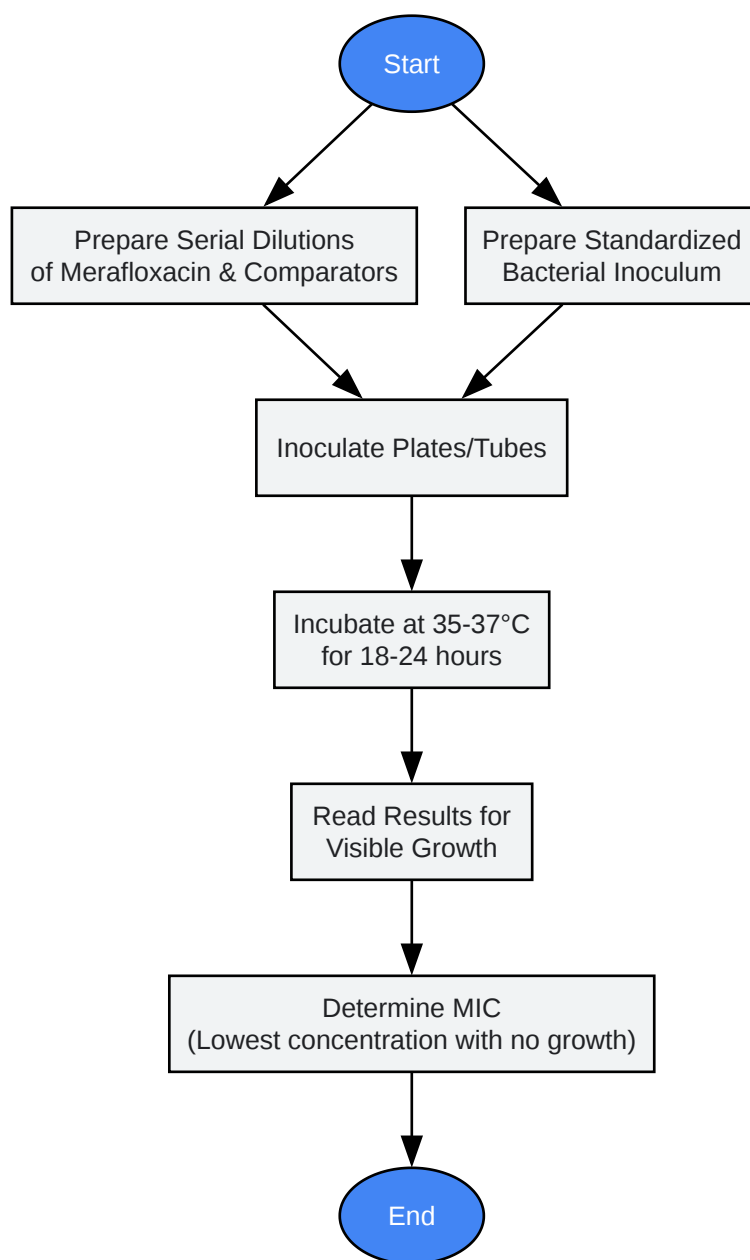 Start
Prepare Serial Dilutions
of Merafloxacin & Comparators
Prepare Standardized
Bacterial Inoculum
Inoculate Plates/Tubes
Incubate at 35-37°C
for 18-24 hours
Read Results for
Visible Growth
Determine MIC
(Lowest concentration with no growth)
End